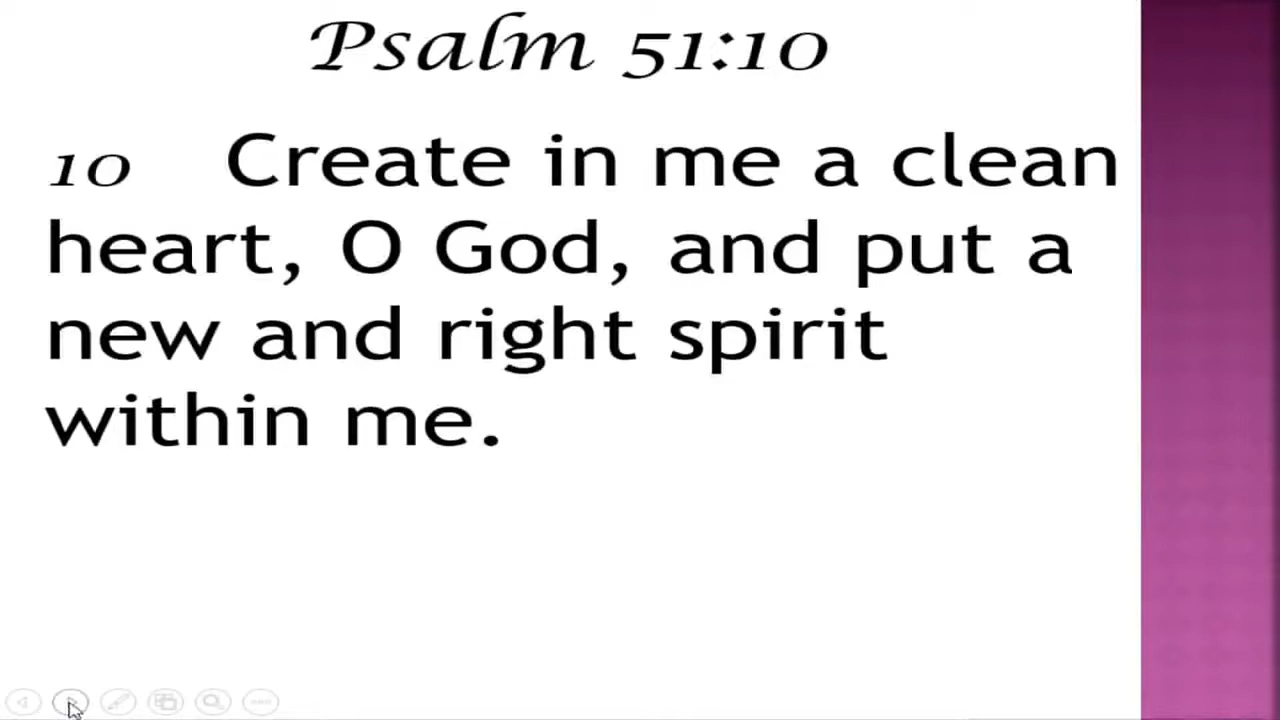 Psalm 51:10
10 Create in me a clean
heart, O God, and put a
new and right spirit
within me.